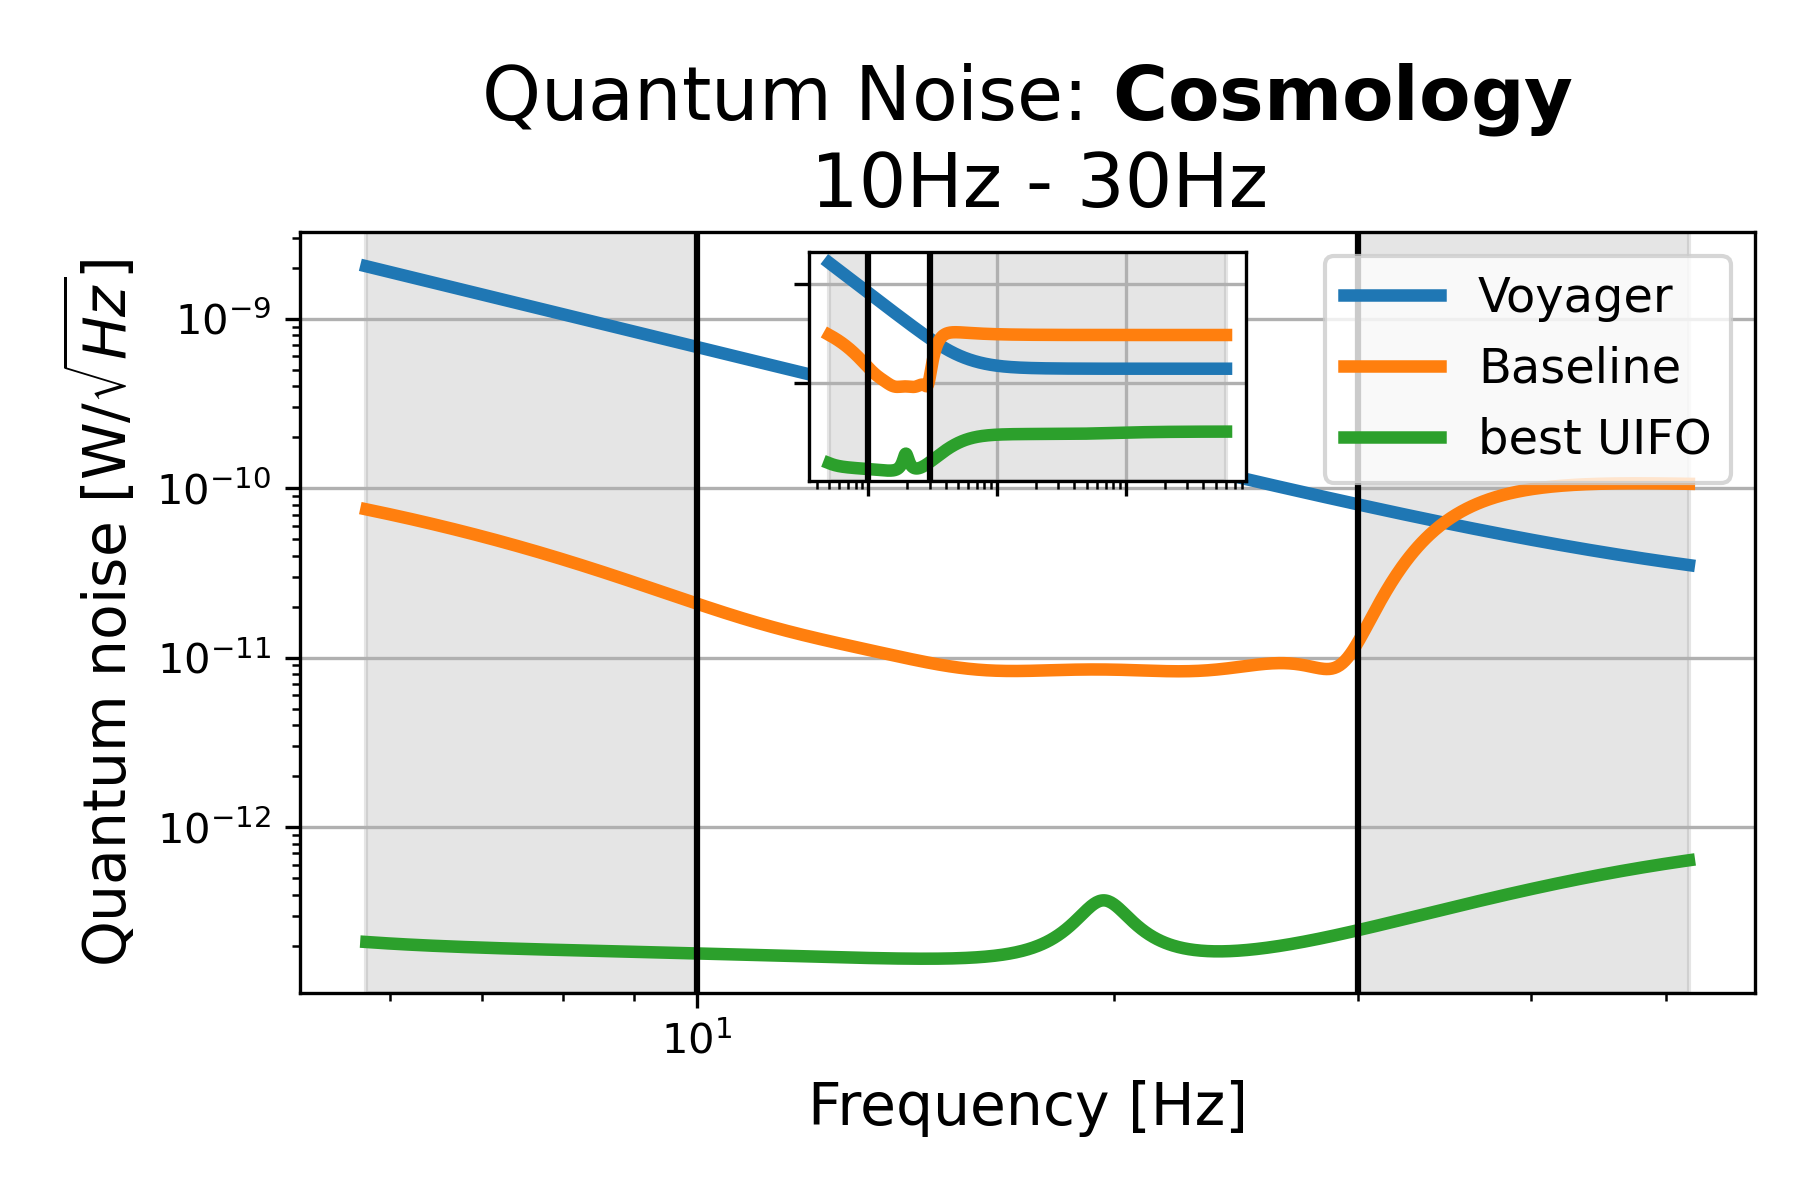 Quantum Noise: Cosmology
10Hz - 30Hz
Quantum noise [W/√Hz]
10⁻⁹
10⁻¹⁰
10⁻¹¹
10⁻¹²
Voyager
Baseline
best UIFO
10¹
Frequency [Hz]